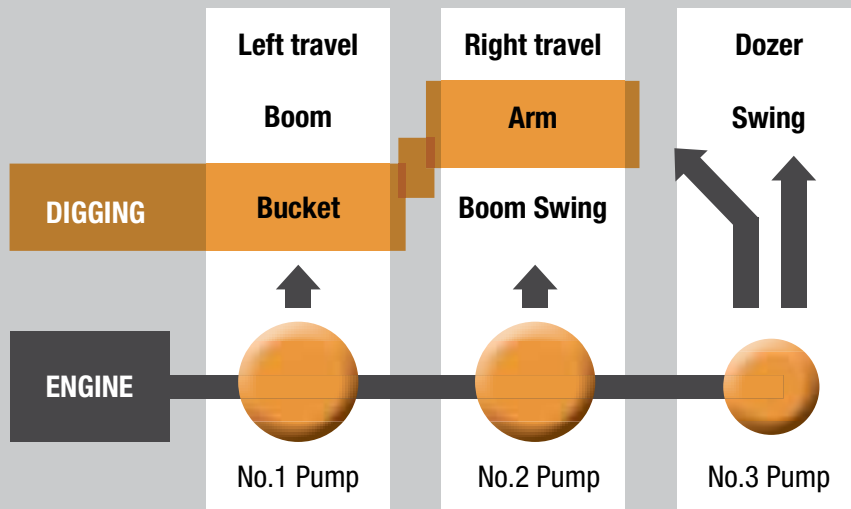 Left travel
Right travel
Dozer
Boom
Arm
Swing
DIGGING
Bucket
Boom Swing
ENGINE
No.1 Pump
No.2 Pump
No.3 Pump